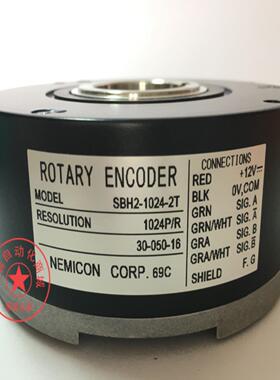 ROTARY ENCODER
MODEL SBH2-1024-2T
RESOLUTION 1024P/R
30-050-16
NEMICON CORP. 69C
CONNECTIONS
RED +12V
BLK 0V,COM
GRN SIG. A
GRN/WHT SIG. A
GRA SIG. B
GRA/WHT SIG. B
SHIELD F. G